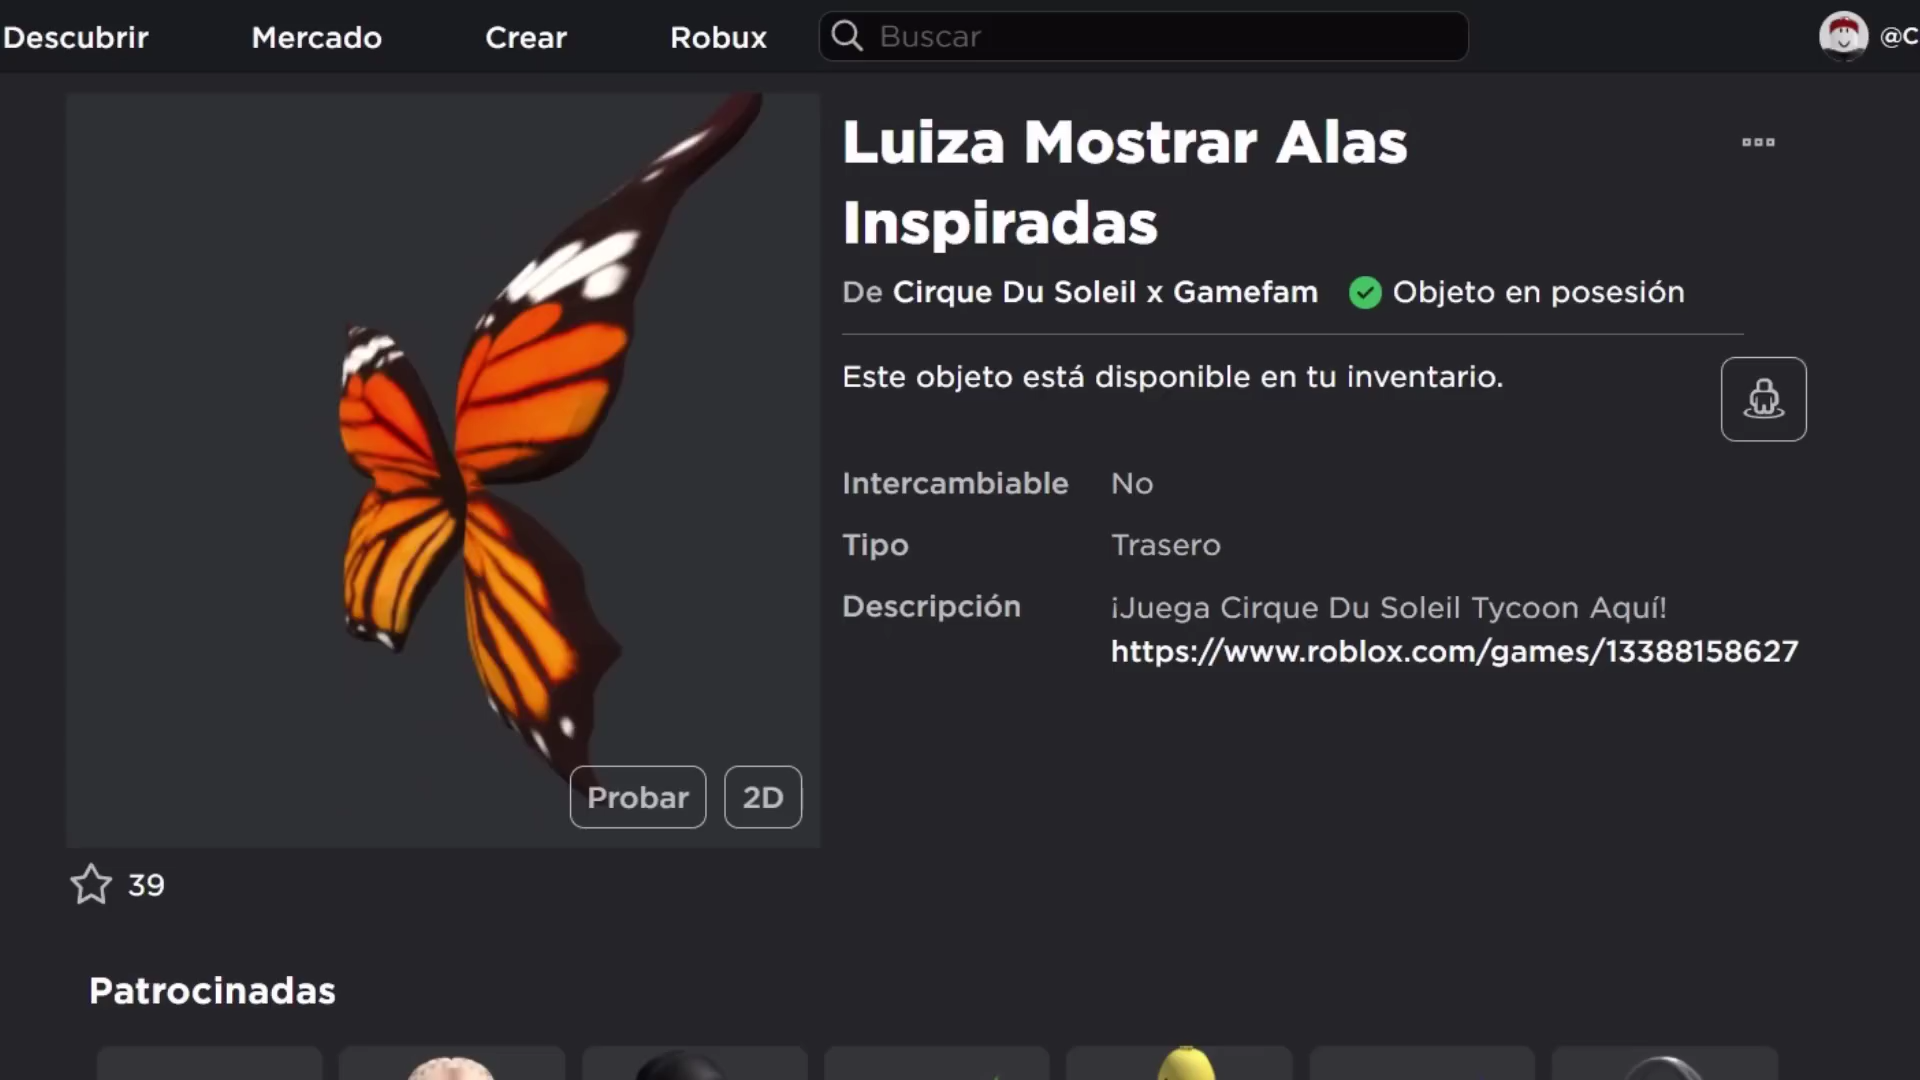 Descubrir Mercado Crear Robux Buscar @C
Luiza Mostrar Alas
Inspiradas
De Cirque Du Soleil x Gamefam Objeto en posesión
Este objeto está disponible en tu inventario.
Intercambiable No
Tipo Trasero
Descripción ¡Juega Cirque Du Soleil Tycoon Aquí!
https://www.roblox.com/games/13388158627
Probar 2D
39
Patrocinadas